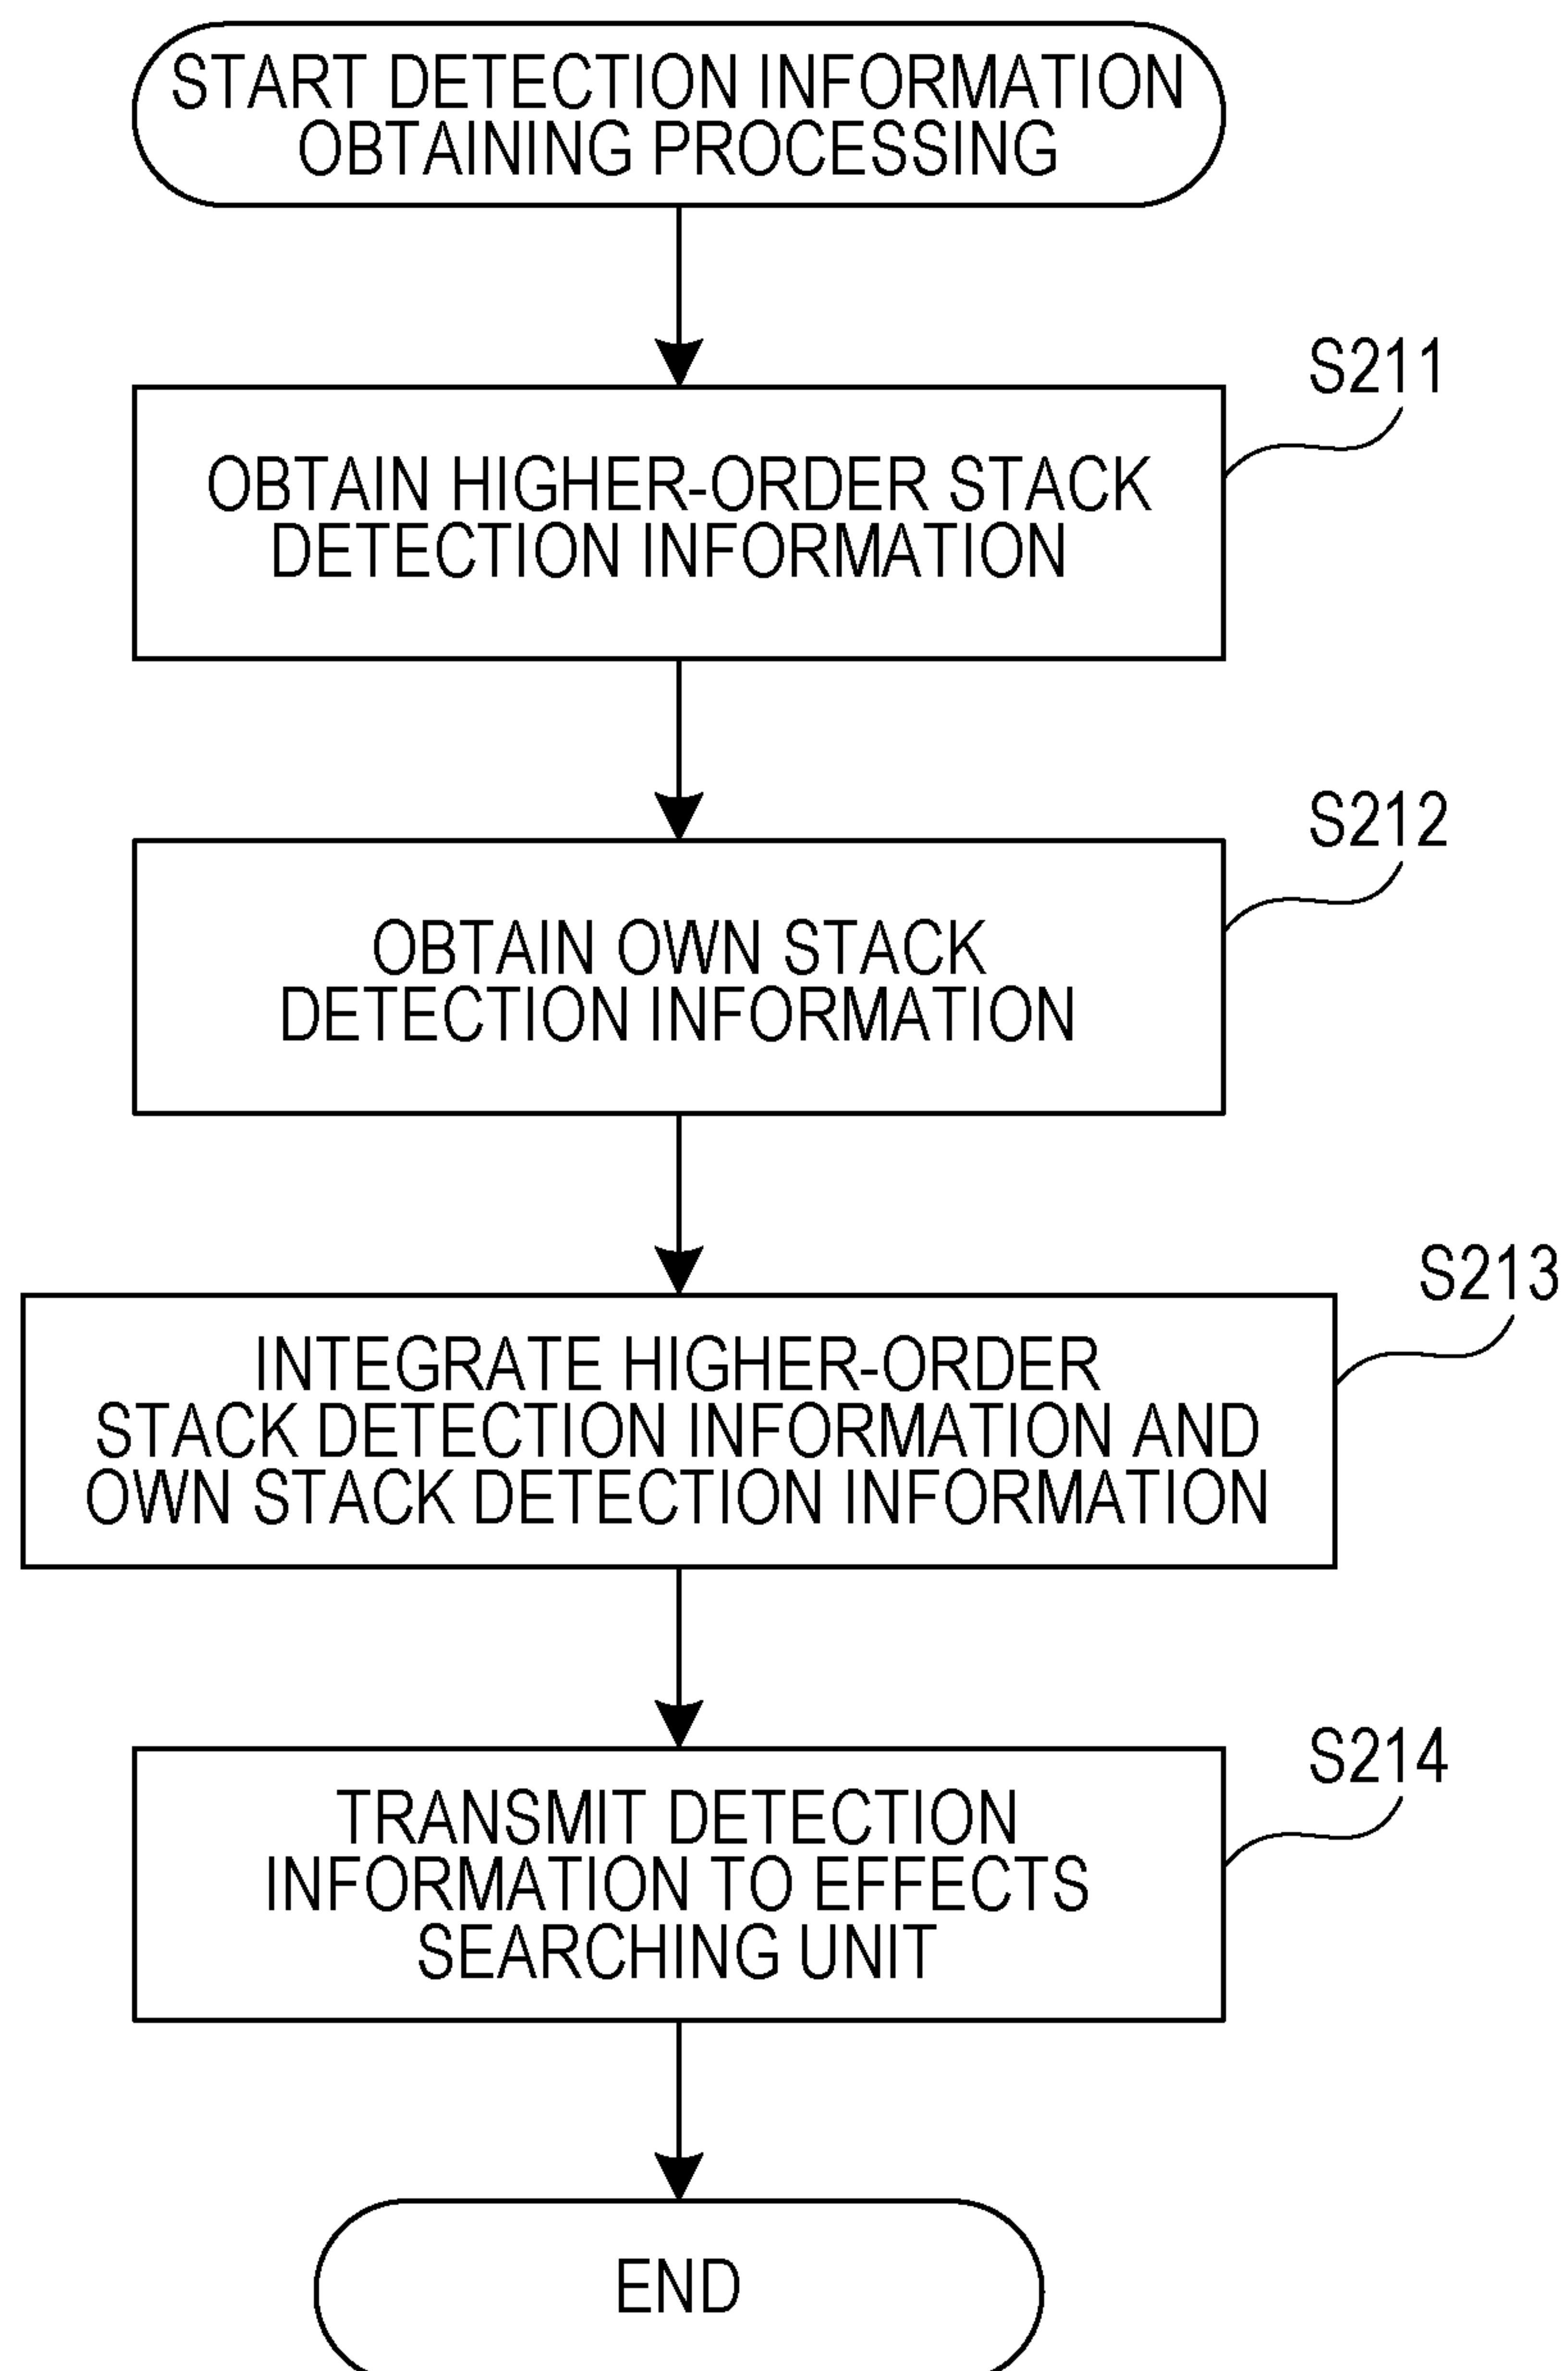 START DETECTION INFORMATION
OBTAINING PROCESSING
S211
OBTAIN HIGHER-ORDER STACK
DETECTION INFORMATION
S212
OBTAIN OWN STACK
DETECTION INFORMATION
S213
INTEGRATE HIGHER-ORDER
STACK DETECTION INFORMATION AND
OWN STACK DETECTION INFORMATION
S214
TRANSMIT DETECTION
INFORMATION TO EFFECTS
SEARCHING UNIT
END